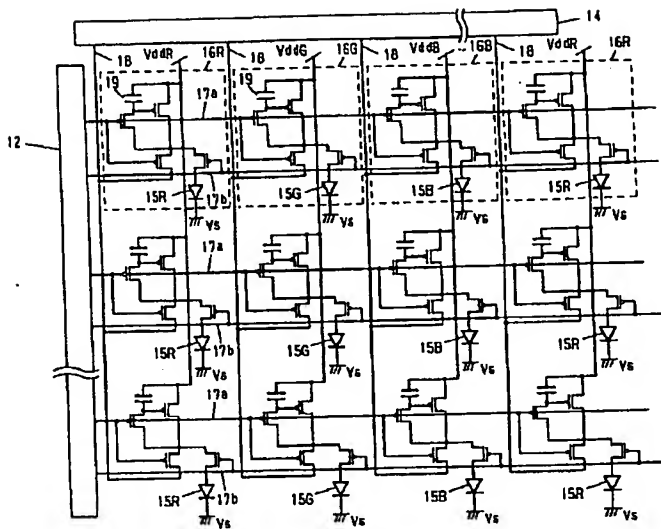 14
18 VddR 16R 18 VddG 16G 18 VddB 16B 18 VddR 16R
19 19
17a
12
17b
15R 15G 15B 15R
Vs Vs Vs Vs
17a
15R 17b 15G 15B 15R
Vs Vs Vs Vs
17a
17b
15R 15G 15B 15R
Vs Vs Vs Vs